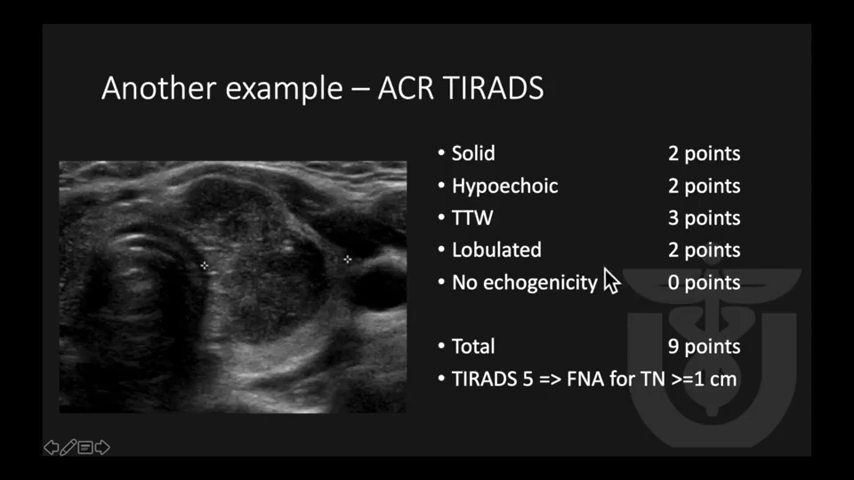 Another example – ACR TIRADS
• Solid 2 points
• Hypoechoic 2 points
• TTW 3 points
• Lobulated 2 points
• No echogenicity 0 points
• Total 9 points
• TIRADS 5 => FNA for TN >=1 cm